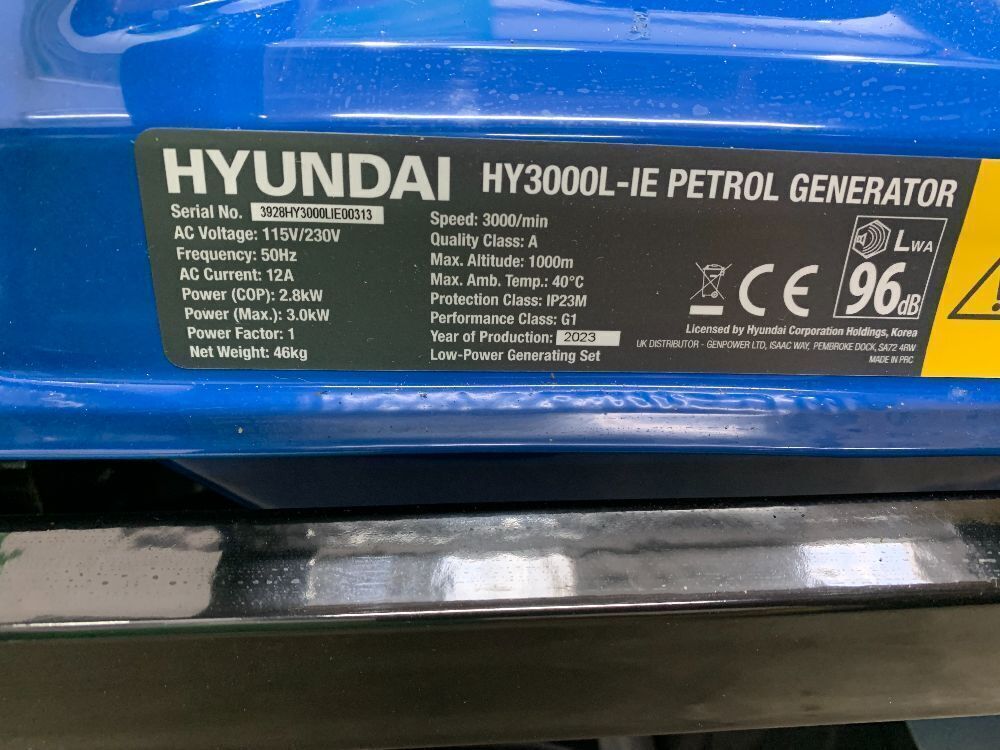 HYUNDAI HY3000L-IE PETROL GENERATOR
Serial No. 3928HY3000LIE00313
AC Voltage: 115V/230V
Frequency: 50Hz
AC Current: 12A
Power (COP): 2.8kW
Power (Max.): 3.0kW
Power Factor: 1
Net Weight: 46kg
Speed: 3000/min
Quality Class: A
Max. Altitude: 1000m
Max. Amb. Temp.: 40°C
Protection Class: IP23M
Performance Class: G1
Year of Production: 2023
Low-Power Generating Set
CE
LWA
96dB
Licensed by Hyundai Corporation Holdings, Korea
UK DISTRIBUTOR - GENPOWER LTD, ISAAC WAY, PEMBROKE DOCK, SA72 4RW
MADE IN PRC